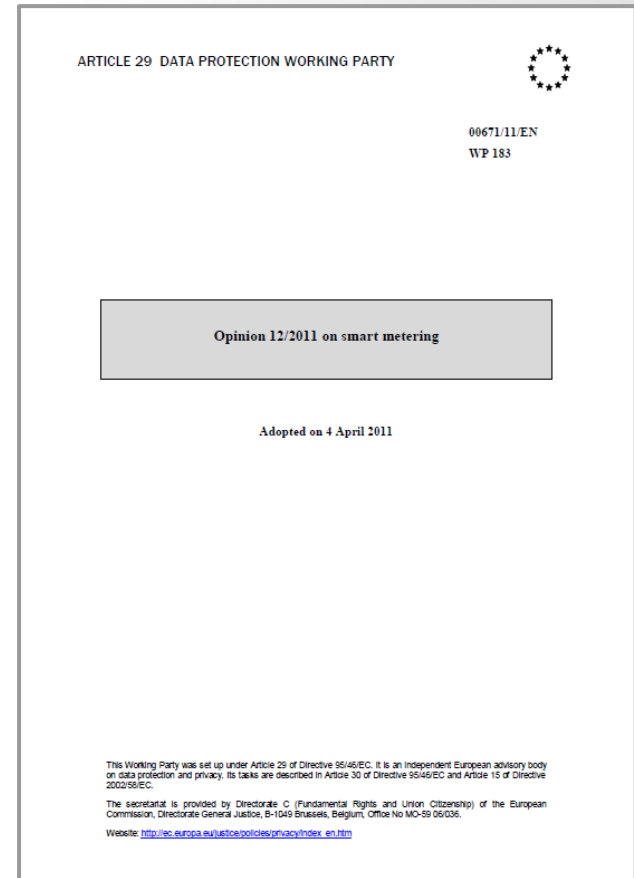 ARTICLE 29 DATA PROTECTION WORKING PARTY
00671/11/EN
WP 183
Opinion 12/2011 on smart metering
Adopted on 4 April 2011
This Working Party was set up under Article 29 of Directive 95/46/EC. It is an independent European advisory body
on data protection and privacy. Its tasks are described in Article 30 of Directive 95/46/EC and Article 15 of Directive
2002/58/EC.
The secretariat is provided by Directorate C (Fundamental Rights and Union Citizenship) of the European
Commission, Directorate General Justice, B-1049 Brussels, Belgium, Office No MO-59 06/036.
Website: http://ec.europa.eu/justice/policies/privacy/index_en.htm